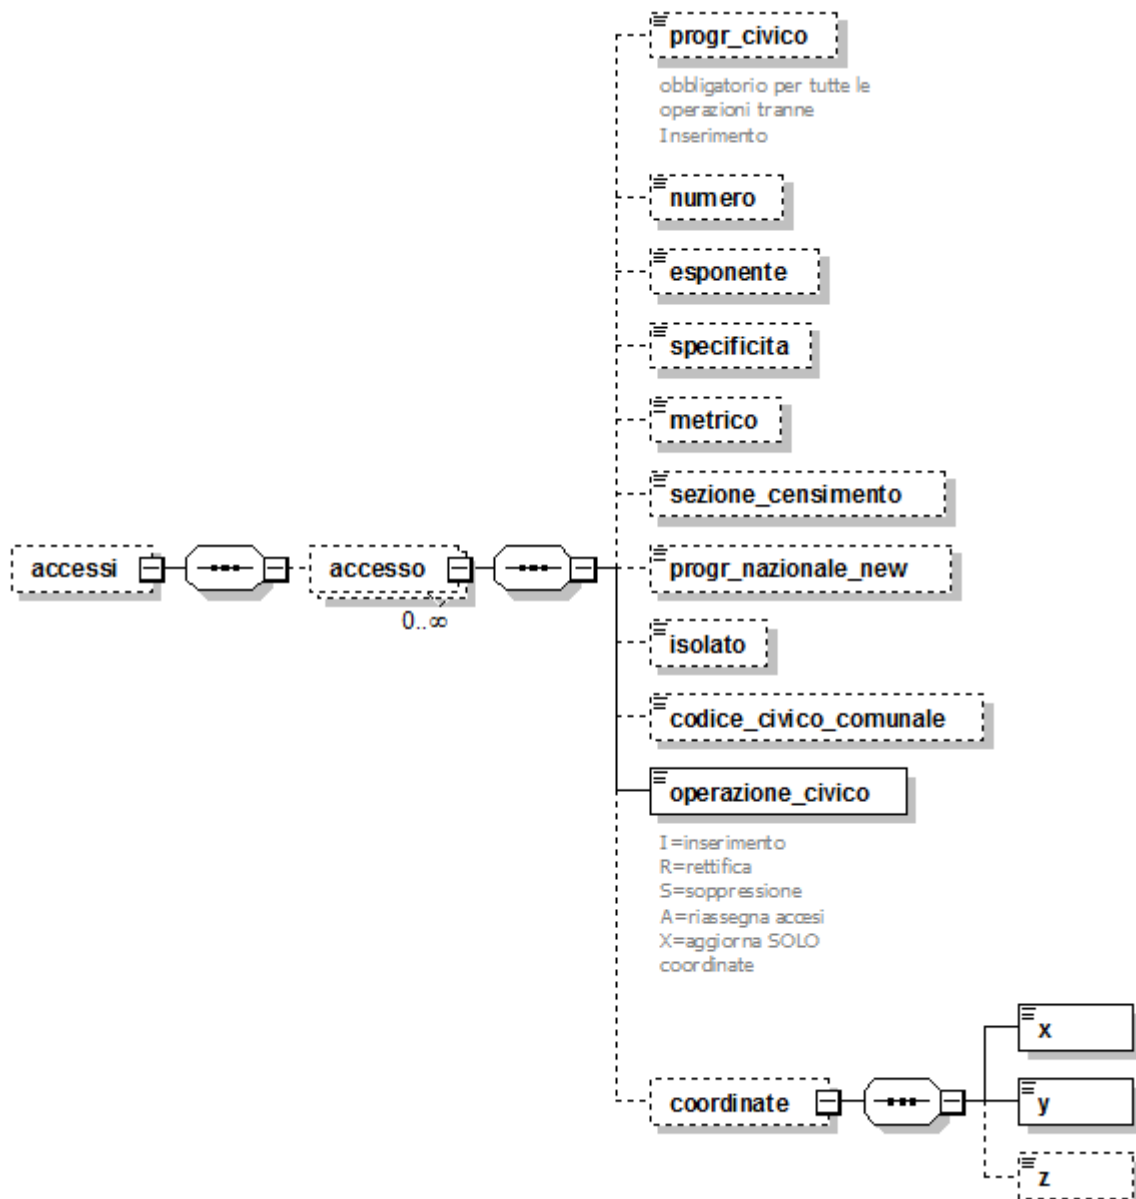 progr_civico
obbligatorio per tutte le
operazioni tranne
Inserimento
numero
esponente
specificita
metrico
sezione_censimento
accessi
accesso
0..∞
progr_nazionale_new
isolato
codice_civico_comunale
operazione_civico
I=inserimento
R=rettifica
S=soppressione
A=riassegna accesi
X=aggiorna SOLO
coordinate
x
coordinate
y
z